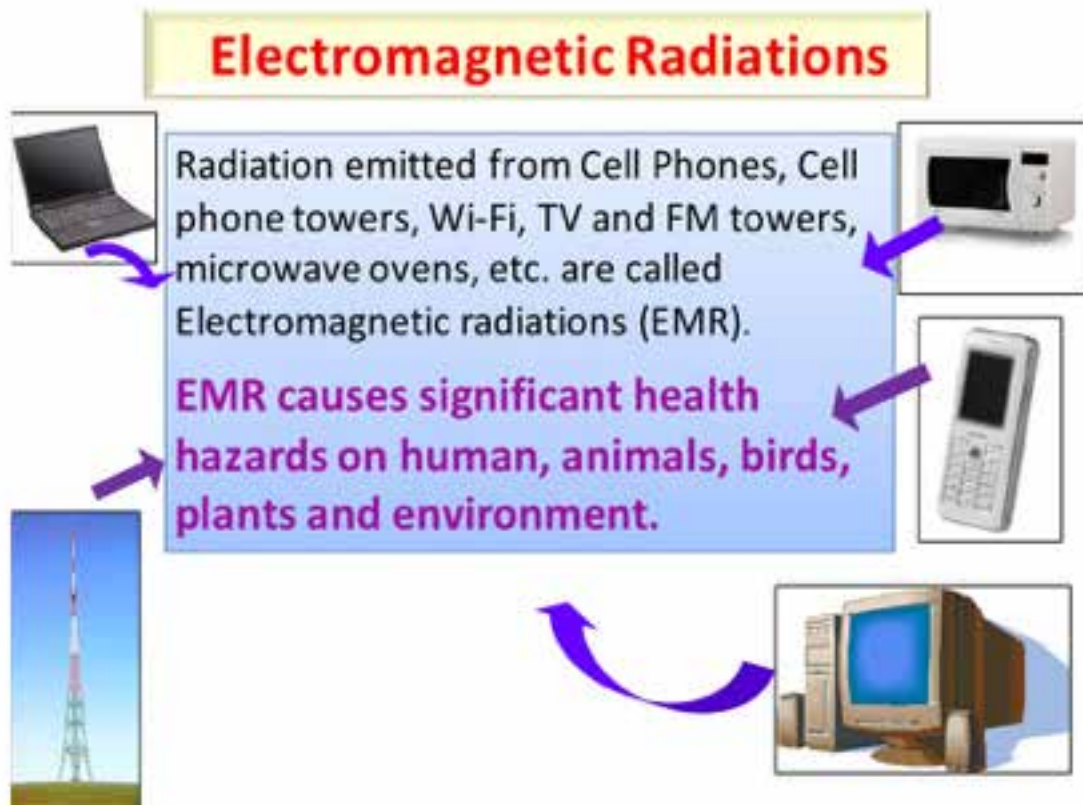 Electromagnetic Radiations
Radiation emitted from Cell Phones, Cell
phone towers, Wi-Fi, TV and FM towers,
microwave ovens, etc. are called
Electromagnetic radiations (EMR).
EMR causes significant health
hazards on human, animals, birds,
plants and environment.